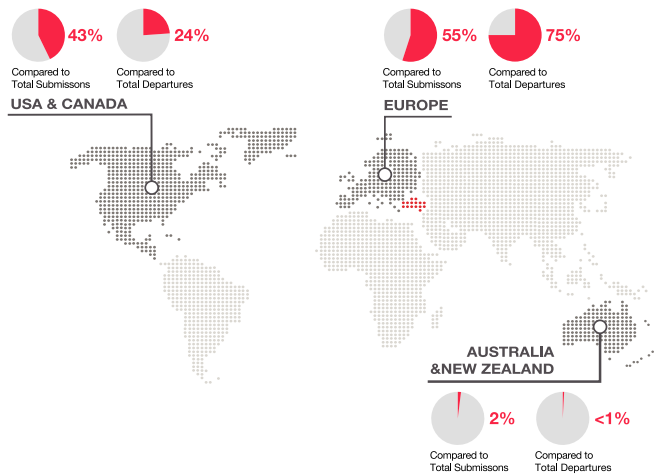 43%
Compared to
Total Submissons
24%
Compared to
Total Departures
USA & CANADA
55%
Compared to
Total Submissons
75%
Compared to
Total Departures
EUROPE
AUSTRALIA
&NEW ZEALAND
2%
Compared to
Total Submissons
<1%
Compared to
Total Departures